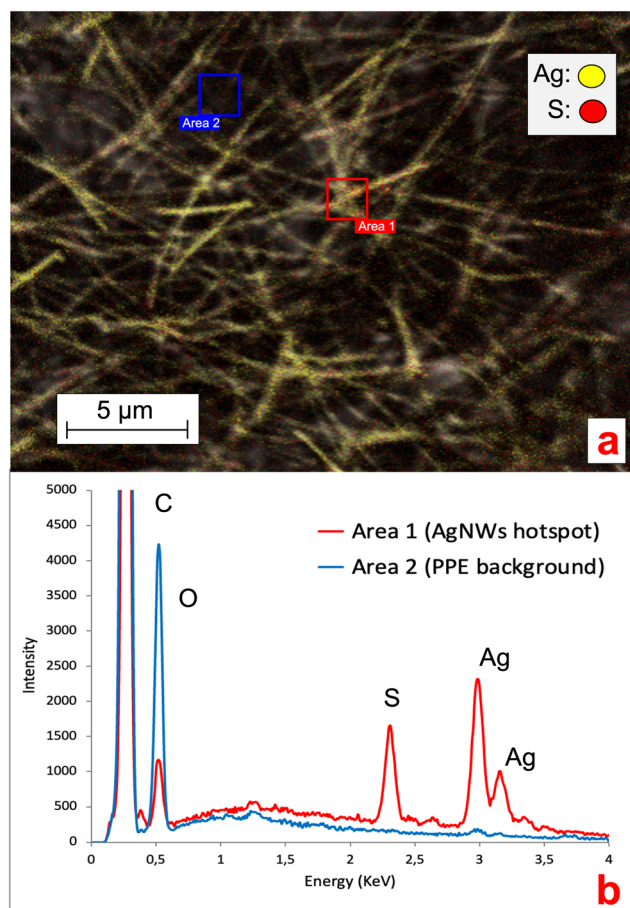 Ag:
S:
Area 2
Area 1
5 µm
a
5000
4500
4000
3500
3000
2500
2000
1500
1000
500
0
Intensity
C
O
S
Ag
Ag
Area 1 (AgNWs hotspot)
Area 2 (PPE background)
0
0,5
1
1,5
2
2,5
3
3,5
4
Energy (KeV)
b